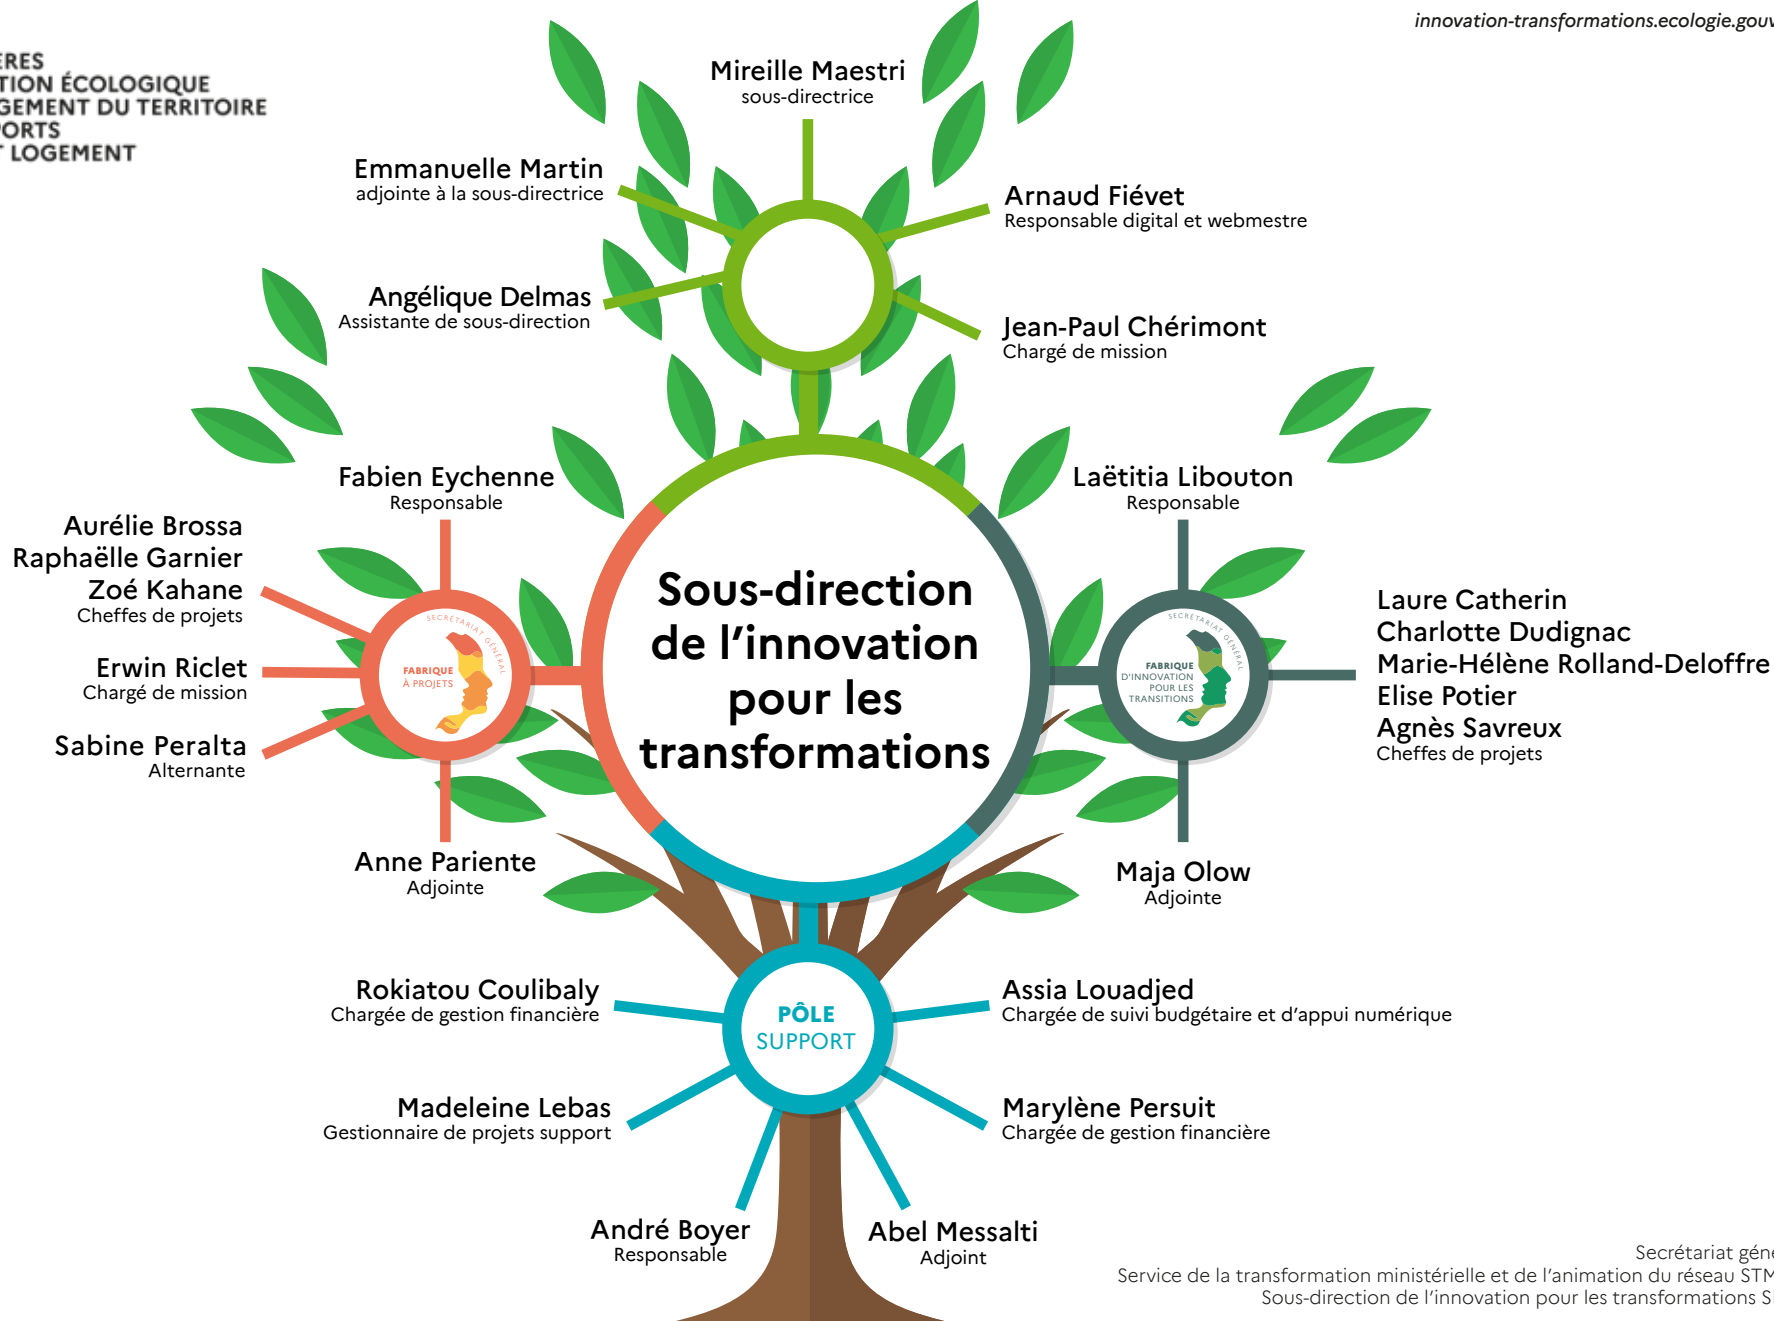 innovation-transformations.ecologie.gouv
ÉCOLOGIQUE
DU TERRITOIRE
LOGEMENT
Mireille Maestri
sous-directrice
Emmanuelle Martin
adjointe à la sous-directrice
Arnaud Fiévet
Responsable digital et webmestre
Angélique Delmas
Assistante de sous-direction
Jean-Paul Chérimont
Chargé de mission
Fabien Eychenne
Responsable
Laëtitia Libouton
Responsable
Aurélie Brossa
Raphaëlle Garnier
Zoé Kahane
Cheffes de projets
Erwin Riclet
Chargé de mission
Sabine Peralta
Alternante
SECRÉTARIAT GÉNÉRAL
FABRIQUE
À PROJETS
Anne Pariente
Adjointe
Sous-direction
de l'innovation
pour les
transformations
SECRÉTARIAT GÉNÉRAL
FABRIQUE
D'INNOVATION
POUR LES
TRANSITIONS
Laure Catherin
Charlotte Dudignac
Marie-Hélène Rolland-Deloffre
Elise Potier
Agnès Savreux
Cheffes de projets
Maja Olow
Adjointe
PÔLE
SUPPORT
Rokiatou Coulibaly
Chargée de gestion financière
Assia Louadjed
Chargée de suivi budgétaire et d'appui numérique
Madeleine Lebas
Gestionnaire de projets support
Marylène Persuit
Chargée de gestion financière
André Boyer
Responsable
Abel Messalti
Adjoint
Secrétariat géné
Service de la transformation ministérielle et de l'animation du réseau STM
Sous-direction de l'innovation pour les transformations